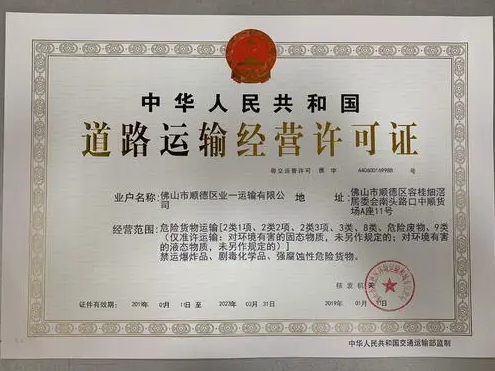 中华人民共和国
道路运输经营许可证
粤交运管许可 佛 字 440600169988 号
业户名称:佛山市顺德区业一运输有限公 地址:佛山市顺德区容桂细滘
司 居委会南头路口中顺货
场A座11号
经营范围:危险货物运输[2类1项、2类2项、2类3项、3类、8类、危险废物、9类
(仅准许运输:对环境有害的固态物质,未另作规定的;对环境有害
的液态物质,未另作规定的)]
禁运爆炸品、剧毒化学品、强腐蚀性危险货物。
核发机关
证件有效期:2019年 01月 11日 至 2023年 03月 31日 2019年 01月
中华人民共和国交通运输部监制